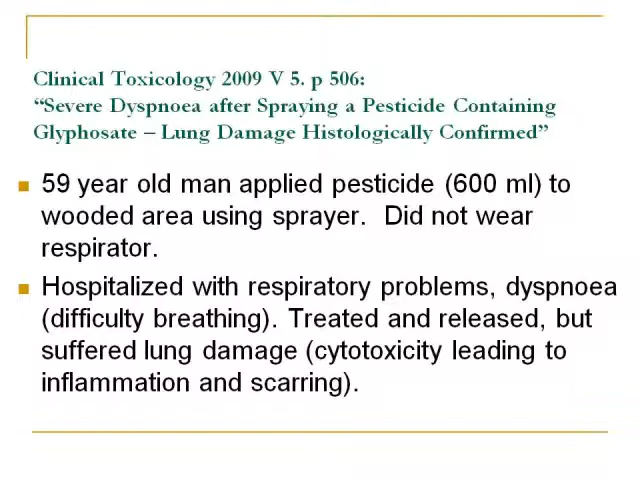 Clinical Toxicology 2009 V 5. p 506:
“Severe Dyspnoea after Spraying a Pesticide Containing
Glyphosate – Lung Damage Histologically Confirmed”
59 year old man applied pesticide (600 ml) to
wooded area using sprayer.  Did not wear
respirator.
Hospitalized with respiratory problems, dyspnoea
(difficulty breathing). Treated and released, but
suffered lung damage (cytotoxicity leading to
inflammation and scarring).